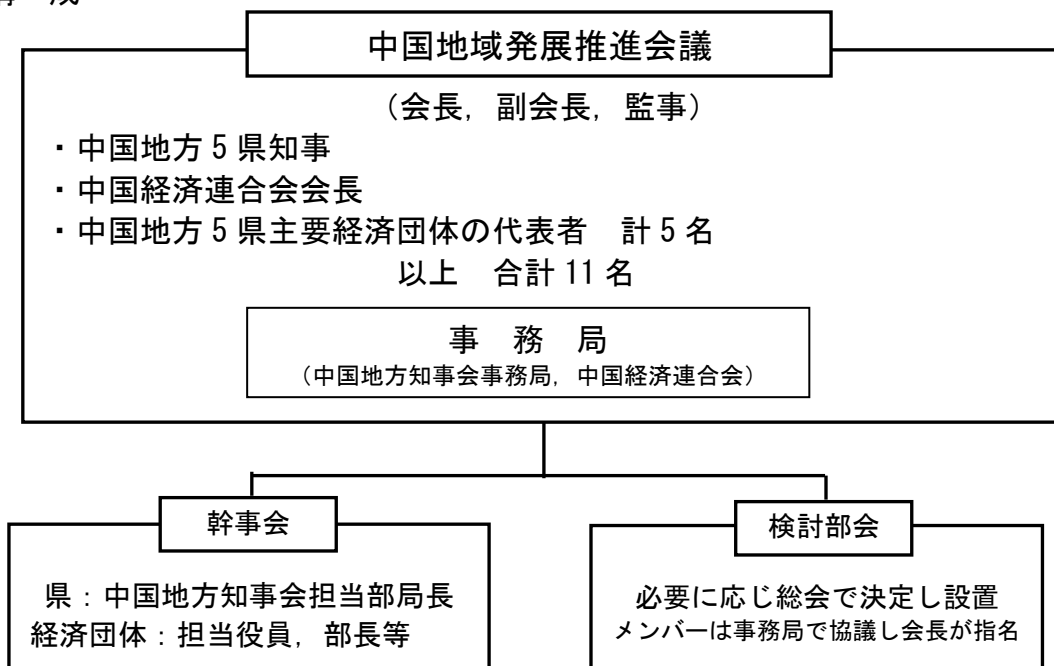 中国地域発展推進会議
（会長，副会長，監事）
・中国地方５県知事
・中国経済連合会会長
・中国地方５県主要経済団体の代表者　計５名
以上　合計 11 名
事　務　局
（中国地方知事会事務局，中国経済連合会）
幹事会
県：中国地方知事会担当部局長
経済団体：担当役員，部長等
検討部会
必要に応じ総会で決定し設置
メンバーは事務局で協議し会長が指名